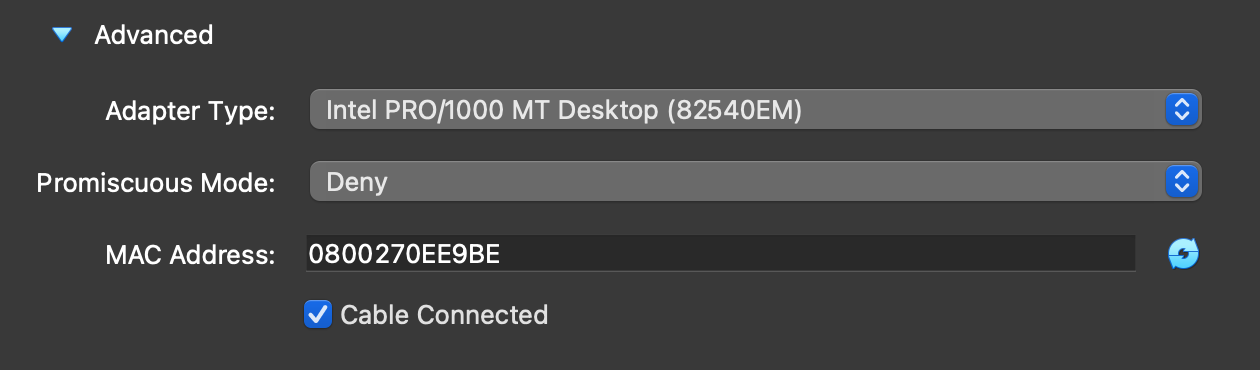 Advanced
Adapter Type: Intel PRO/1000 MT Desktop (82540EM)
Promiscuous Mode: Deny
MAC Address: 0800270EE9BE
Cable Connected